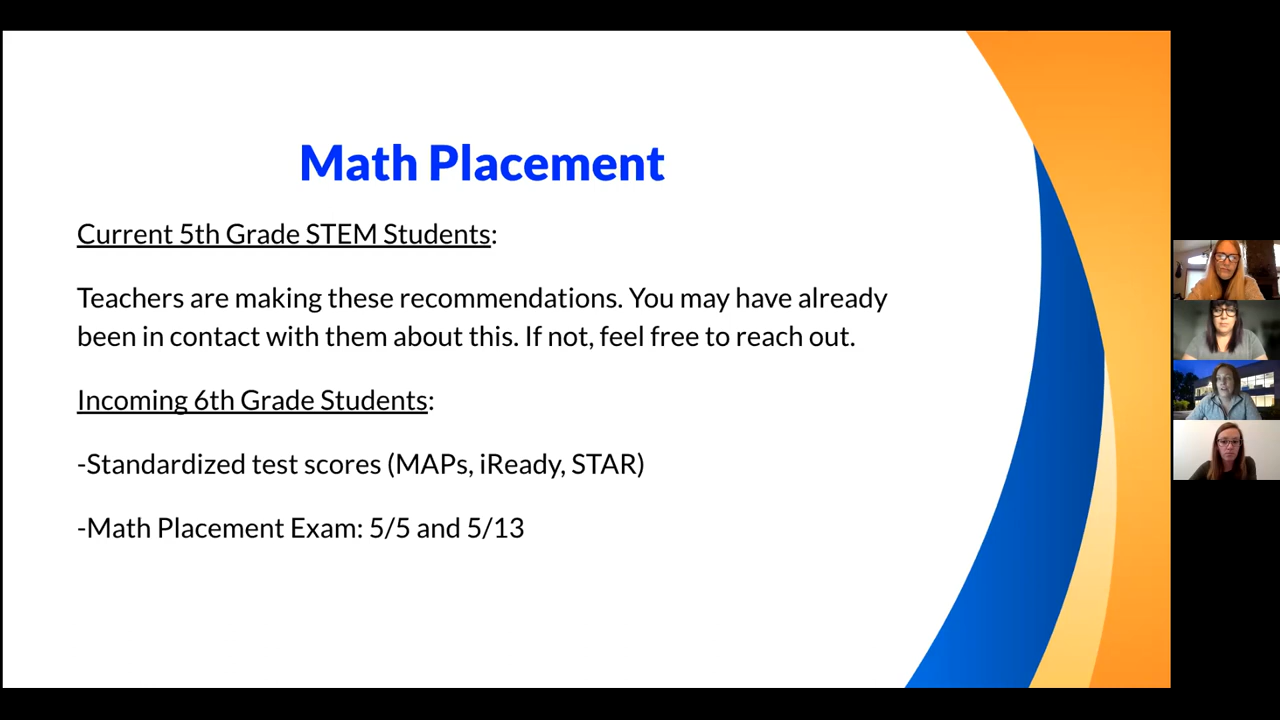 Math Placement
Current 5th Grade STEM Students:
Teachers are making these recommendations. You may have already
been in contact with them about this. If not, feel free to reach out.
Incoming 6th Grade Students:
-Standardized test scores (MAPs, iReady, STAR)
-Math Placement Exam: 5/5 and 5/13